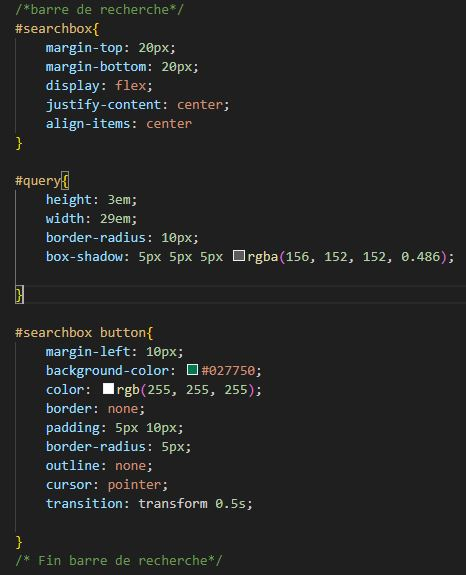 /*barre de recherche*/
#searchbox{
    margin-top: 20px;
    margin-bottom: 20px;
    display: flex;
    justify-content: center;
    align-items: center
}

#query{
    height: 3em;
    width: 29em;
    border-radius: 10px;
    box-shadow: 5px 5px 5px rgba(156, 152, 152, 0.486);

}

#searchbox button{
    margin-left: 10px;
    background-color: #027750;
    color: rgb(255, 255, 255);
    border: none;
    padding: 5px 10px;
    border-radius: 5px;
    outline: none;
    cursor: pointer;
    transition: transform 0.5s;

}
/* Fin barre de recherche*/